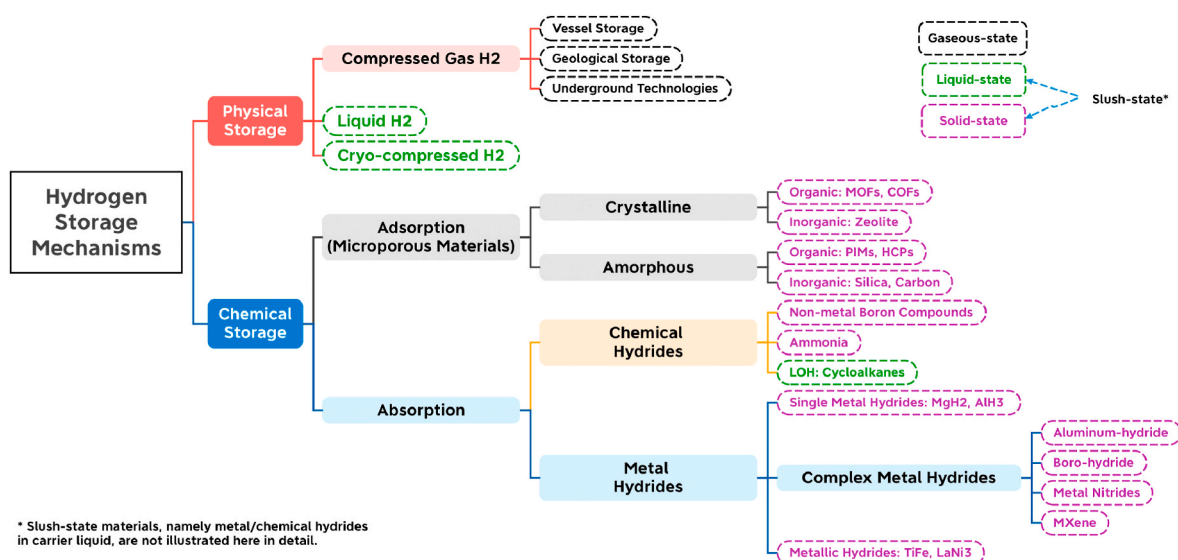 Hydrogen
Storage
Mechanisms
Physical
Storage
Compressed Gas H2
Vessel Storage
Geological Storage
Underground Technologies
Liquid H2
Cryo-compressed H2
Chemical
Storage
Adsorption
(Microporous Materials)
Crystalline
Organic: MOFs, COFs
Inorganic: Zeolite
Amorphous
Organic: PIMs, HCPs
Inorganic: Silica, Carbon
Absorption
Chemical
Hydrides
Non-metal Boron Compounds
Ammonia
LOH: Cycloalkanes
Metal
Hydrides
Single Metal Hydrides: MgH2, AlH3
Complex Metal Hydrides
Aluminum-hydride
Boro-hydride
Metal Nitrides
MXene
Metallic Hydrides: TiFe, LaNi3
Gaseous-state
Liquid-state
Solid-state
Slush-state*
* Slush-state materials, namely metal/chemical hydrides
in carrier liquid, are not illustrated here in detail.